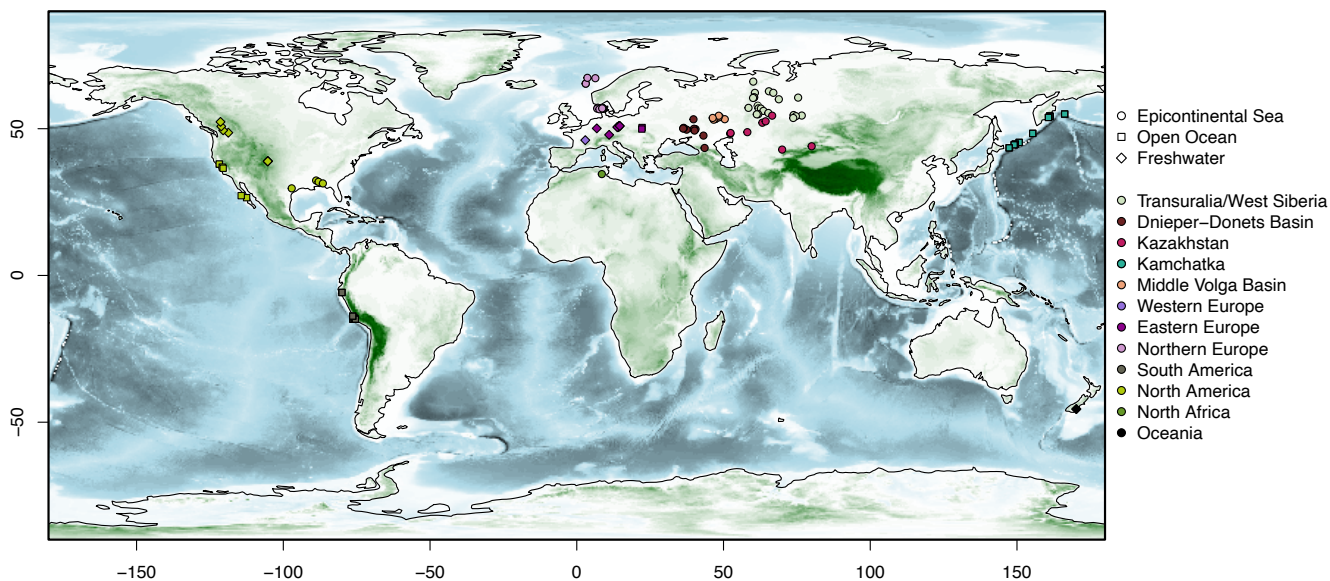 50
0
−50
−150
−100
−50
0
50
100
150
Epicontinental Sea
Open Ocean
Freshwater
Transuralia/West Siberia
Dnieper−Donets Basin
Kazakhstan
Kamchatka
Middle Volga Basin
Western Europe
Eastern Europe
Northern Europe
South America
North America
North Africa
Oceania